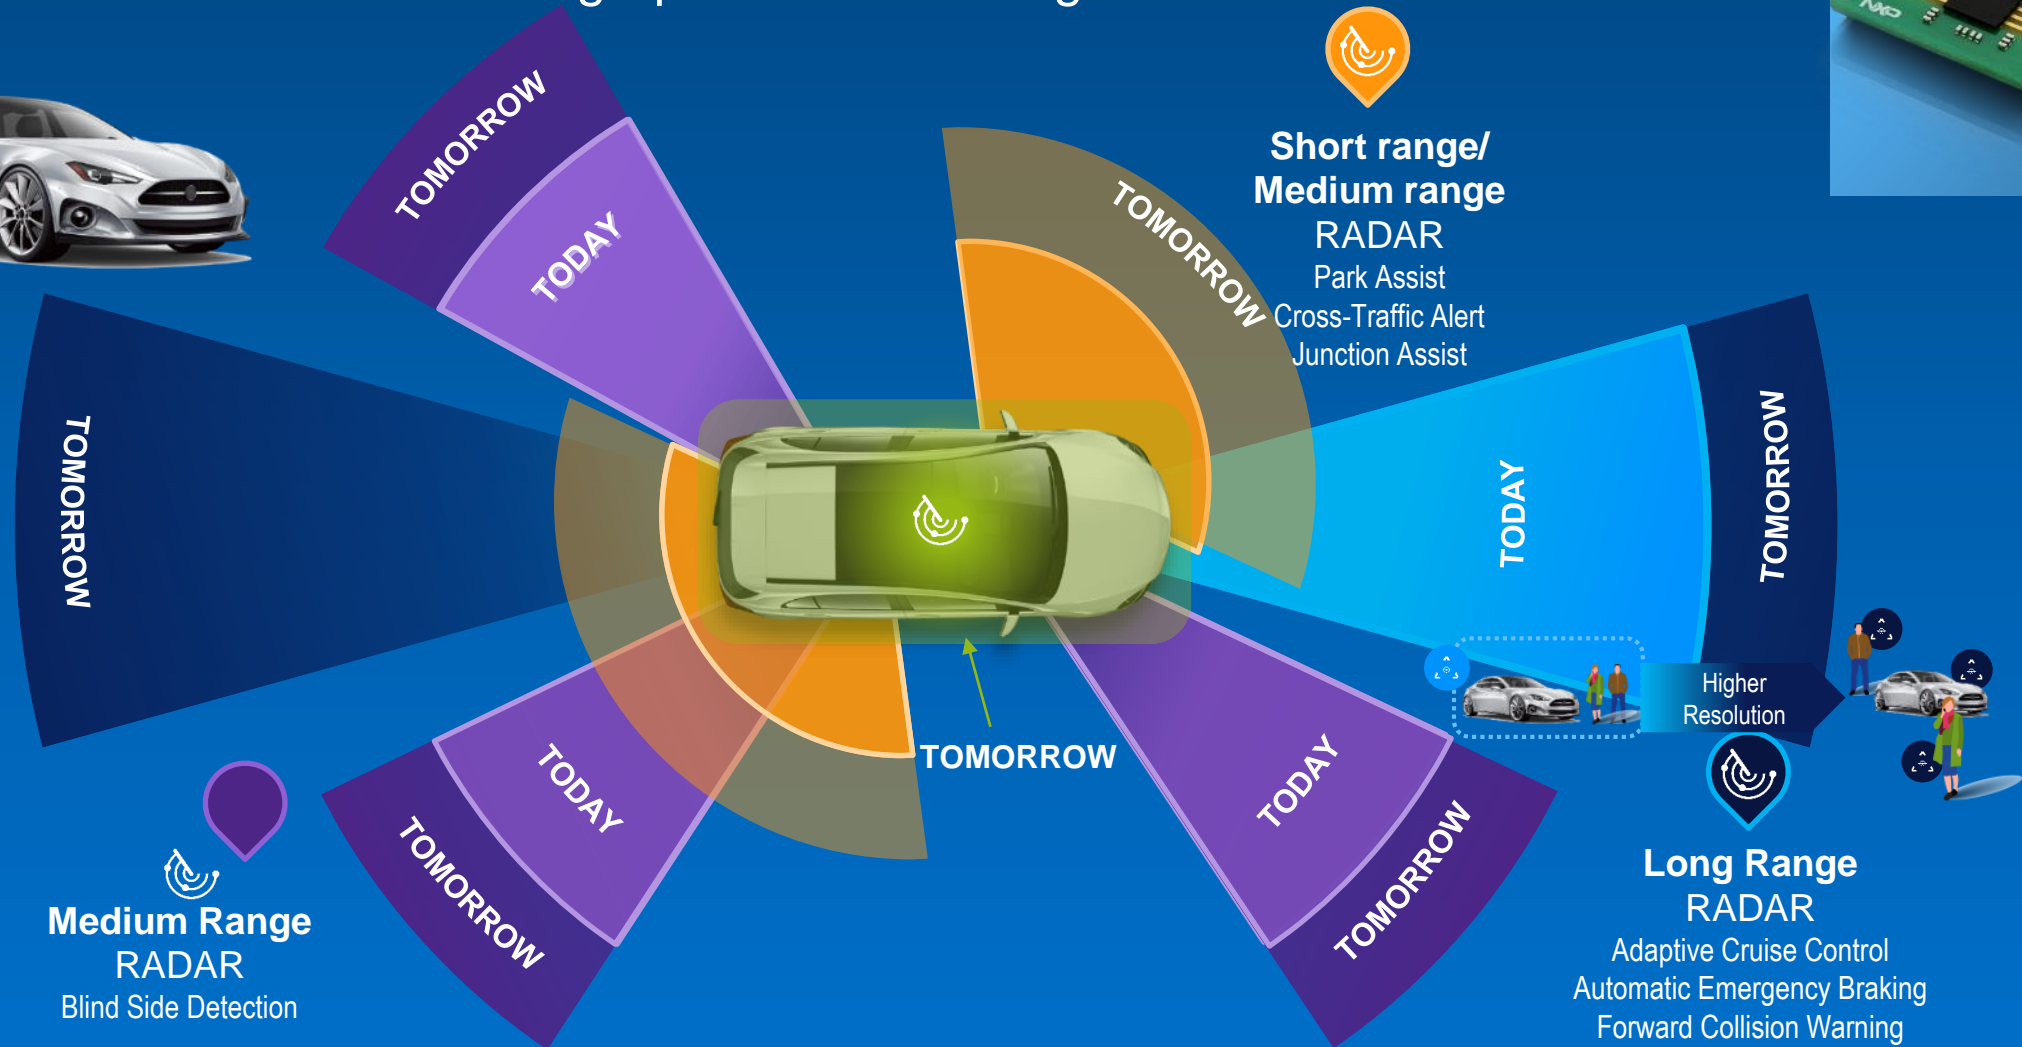 NXP
TOMORROW
TODAY
Short range/
Medium range
RADAR
Park Assist
Cross-Traffic Alert
Junction Assist
TOMORROW
TOMORROW
TODAY
TOMORROW
TOMORROW
TODAY
TOMORROW
TOMORROW
TODAY
TOMORROW
Higher
Resolution
Medium Range
RADAR
Blind Side Detection
Long Range
RADAR
Adaptive Cruise Control
Automatic Emergency Braking
Forward Collision Warning